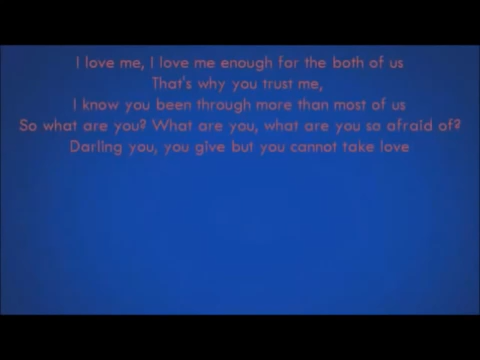 I love me, I love me enough for the both of us
That's why you trust me,
I know you been through more than most of us
So what are you? What are you, what are you so afraid of?
Darling you, you give but you cannot take love